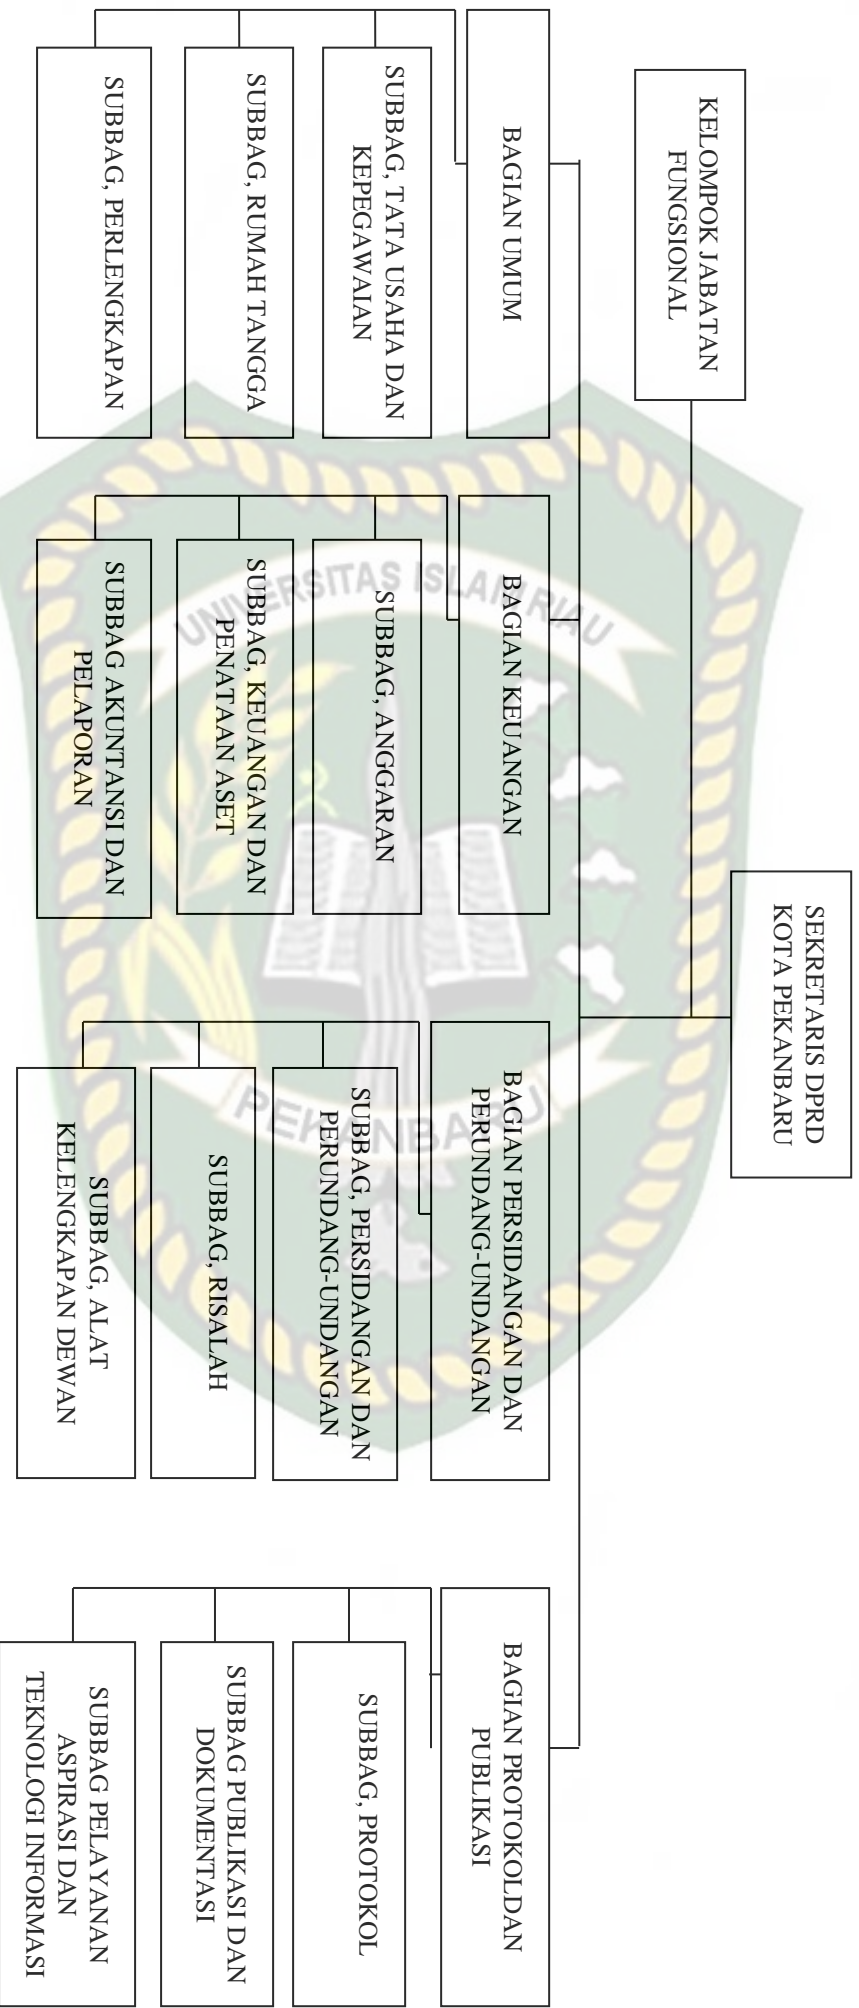 SEKRETARIS DPRD
KOTA PEKANBARU
KELOMPOK JABATAN
FUNGSIONAL
BAGIAN UMUM
SUBBAG, TATA USAHA DAN
KEPEGAWAIAN
SUBBAG, RUMAH TANGGA
SUBBAG, PERLENGKAPAN
BAGIAN KEUANGAN
SUBBAG, ANGGARAN
SUBBAG, KEUANGAN DAN
PENATAAN ASET
SUBBAG AKUNTANSI DAN
PELAPORAN
BAGIAN PERSIDANGAN DAN
PERUNDANG-UNDANGAN
SUBBAG, PERSIDANGAN DAN
PERUNDANG-UNDANGAN
SUBBAG, RISALAH
SUBBAG, ALAT
KELENGKAPAN DEWAN
BAGIAN PROTOKOLDAN
PUBLIKASI
SUBBAG, PROTOKOL
SUBBAG PUBLIKASI DAN
DOKUMENTASI
SUBBAG PELAYANAN
ASPIRASI DAN
TEKNOLOGI INFORMASI
UNIVERSITAS ISLAM RIAU
PEKANBARU